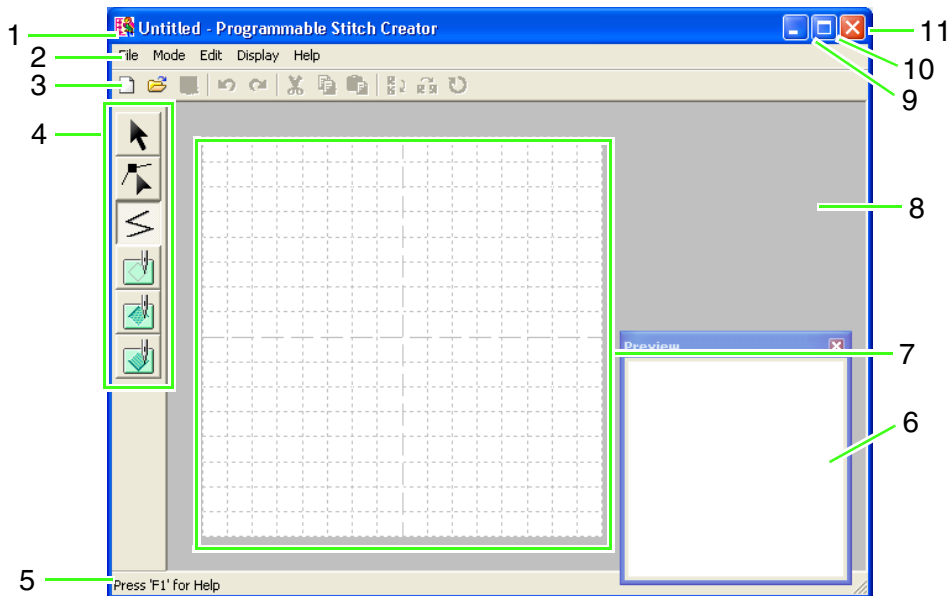 Untitled - Programmable Stitch Creator
File Mode Edit Display Help
Preview
Press 'F1' for Help
1
2
3
4
5
6
7
8
9
10
11